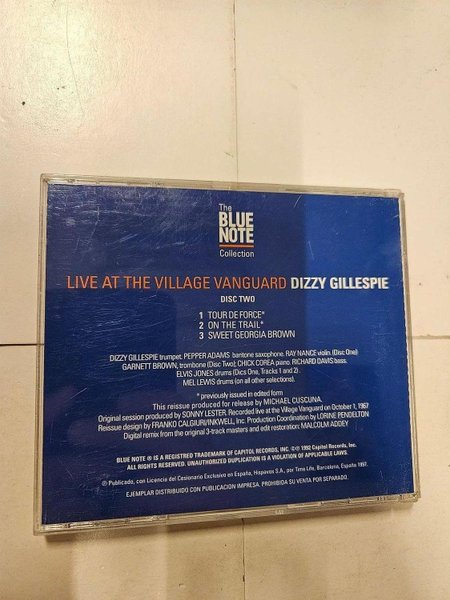 The
BLUE
NOTE
Collection
LIVE AT THE VILLAGE VANGUARD DIZZY GILLESPIE
DISC TWO
1 TOUR DE FORCE*
2 ON THE TRAIL*
3 SWEET GEORGIA BROWN
DIZZY GILLESPIE trumpet. PEPPER ADAMS baritone saxophone. RAY NANCE violin. (Disc One)
GARNETT BROWN, trombone (Disc Two); CHICK COREA piano. RICHARD DAVIS bass.
ELVIS JONES drums (Dics One, Tracks 1 and 2).
MEL LEWIS drums (on all other selections).
* previously issued in edited form
This reissue produced for release by MICHAEL CUSCUNA.
Original session produced by SONNY LESTER. Recorded live at the Village Vanguard on October 1, 1967
Reissue design by FRANKO CALIGIURI/INKWELL, Inc. Production Coordination by LORINE PENDELTON
Digital remix from the original 3-track masters and edit restoration: MALCOLM ADDEY
BLUE NOTE ® IS A REGISTRED TRADEMARK OF CAPITOL RECORDS, INC. ©℗ 1992 Capitol Records, Inc.
ALL RIGHTS RESERVED. UNAUTHORIZED DUPLICATION IS A VIOLATION OF APPLICABLE LAWS.
℗ Publicado, con Licencia del Cesionario Exclusivo en España, Hispavox S.A., por Time Life, Barcelona, España 1997.
EJEMPLAR DISTRIBUIDO CON PUBLICACION IMPRESA. PROHIBIDA SU VENTA POR SEPARADO.